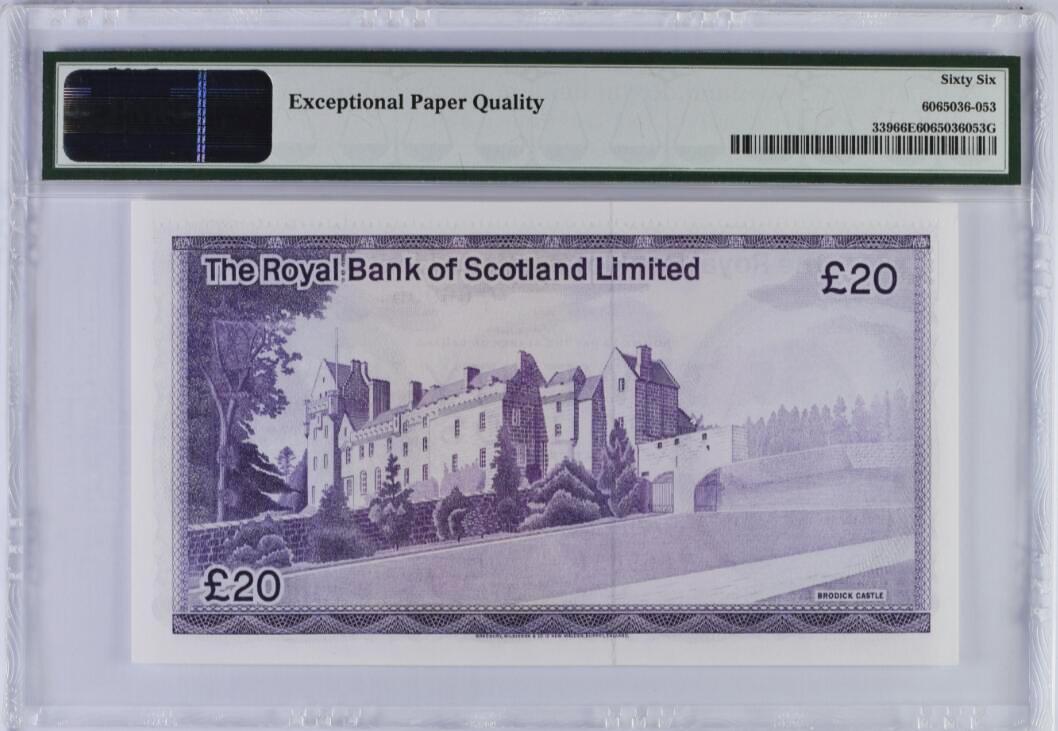 Exceptional Paper Quality
Sixty Six
6065036-053
33966E6065036053G
The Royal Bank of Scotland Limited
£20
£20
BRODICK CASTLE